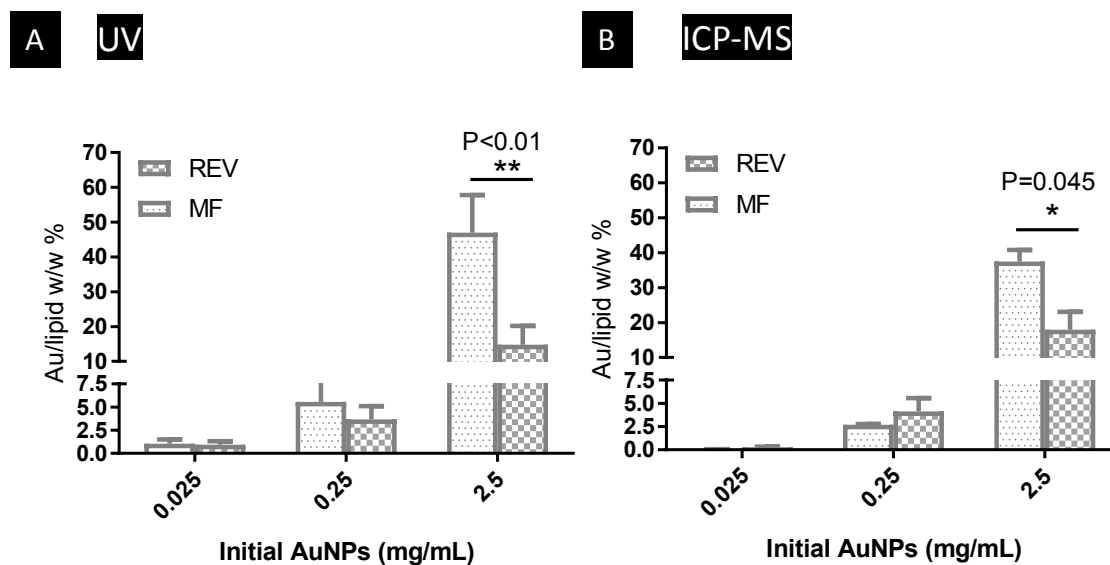 A UV
P<0.01
**
REV
MF
Au/lipid w/w %
70
60
50
40
30
20
10
7.5
5.0
2.5
0.0
0.025
0.25
2.5
Initial AuNPs (mg/mL)
B ICP-MS
P=0.045
*
REV
MF
Au/lipid w/w %
70
60
50
40
30
20
10
7.5
5.0
2.5
0.0
0.025
0.25
2.5
Initial AuNPs (mg/mL)